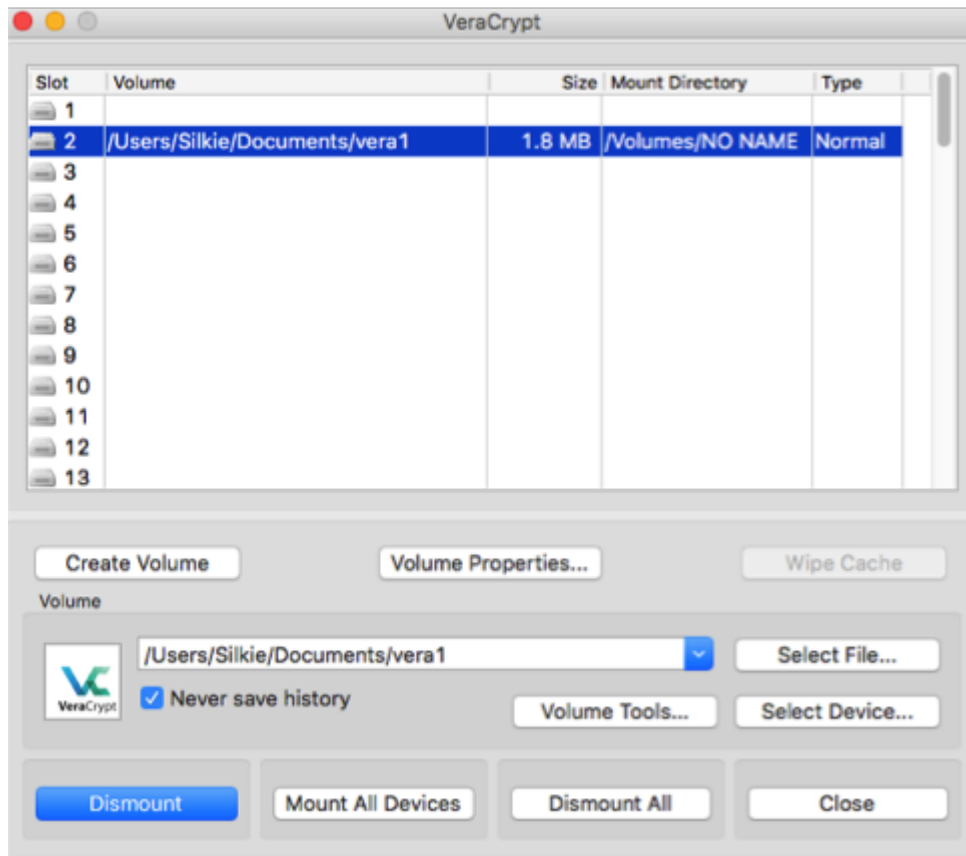 VeraCrypt
Slot Volume Size Mount Directory Type
1
2 /Users/Silkie/Documents/vera1 1.8 MB /Volumes/NO NAME Normal
3
4
5
6
7
8
9
10
11
12
13
Create Volume Volume Properties... Wipe Cache
Volume
/Users/Silkie/Documents/vera1 Select File...
VeraCrypt Never save history
Volume Tools... Select Device...
Dismount Mount All Devices Dismount All Close